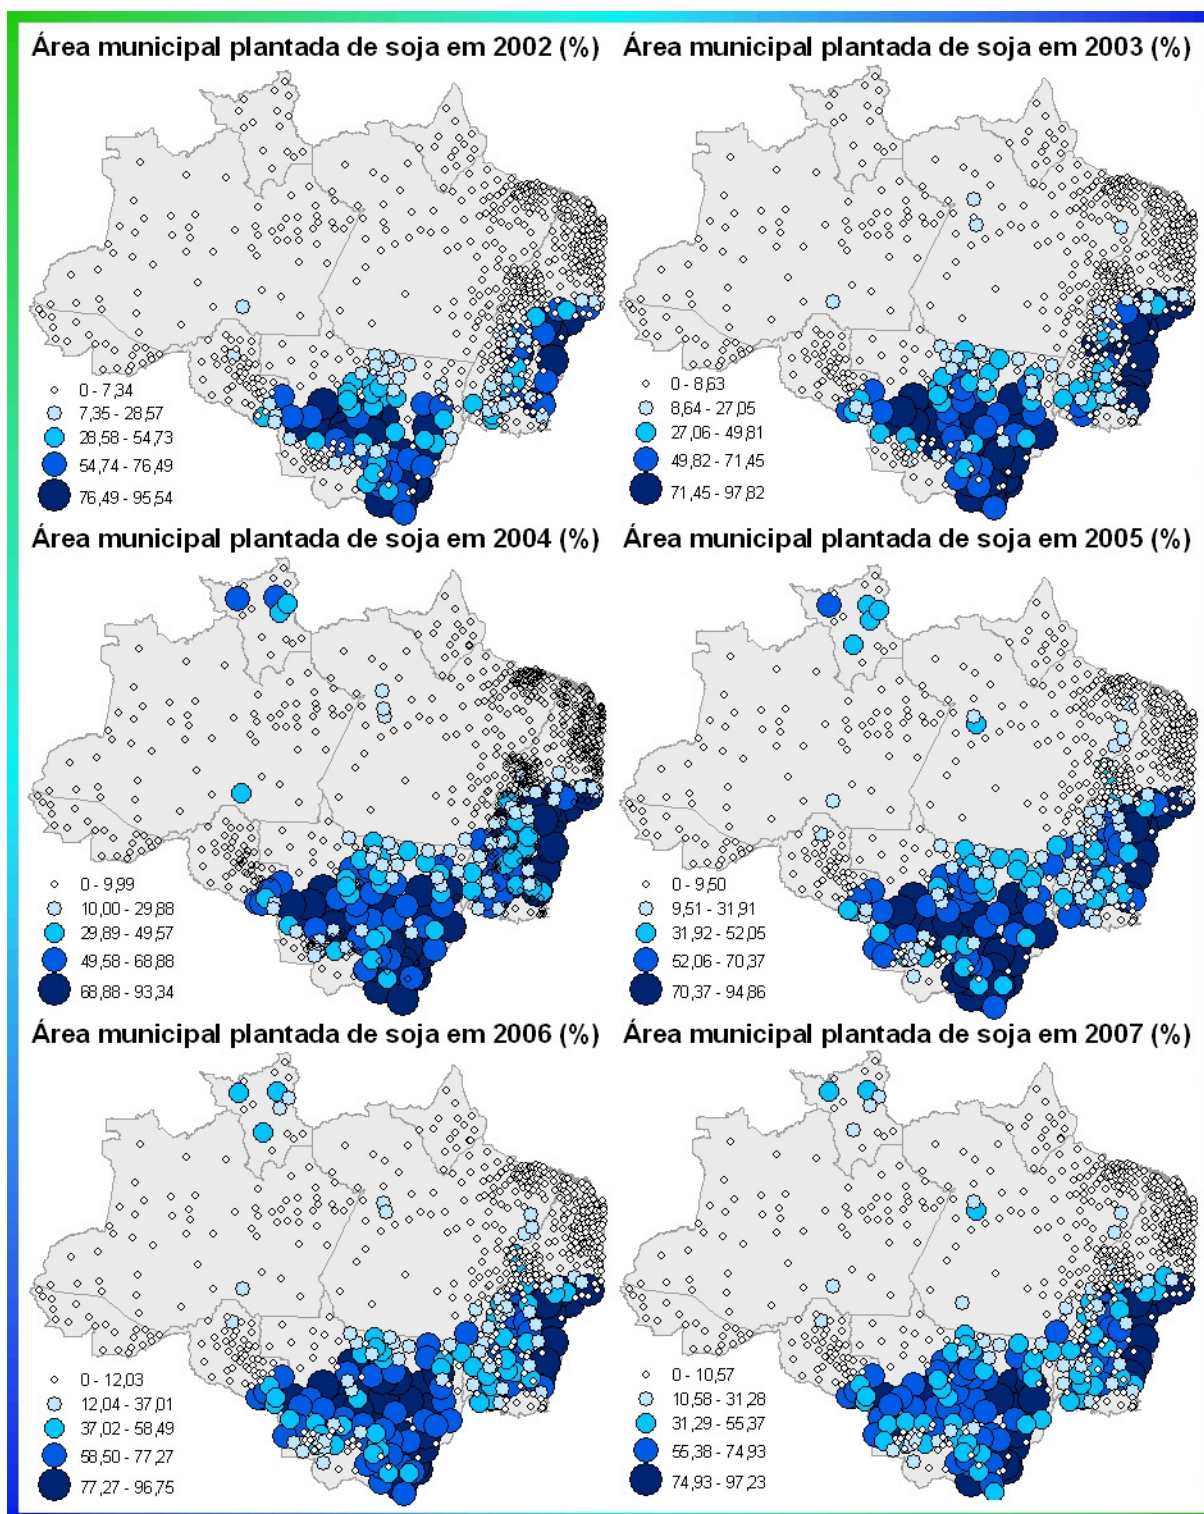 Área municipal plantada de soja em 2002 (%)
0 - 7,34
7,35 - 28,57
28,58 - 54,73
54,74 - 76,49
76,49 - 95,54
Área municipal plantada de soja em 2003 (%)
0 - 8,63
8,64 - 27,05
27,06 - 49,81
49,82 - 71,45
71,45 - 97,82
Área municipal plantada de soja em 2004 (%)
0 - 9,99
10,00 - 29,88
29,89 - 49,57
49,58 - 68,88
68,88 - 93,34
Área municipal plantada de soja em 2005 (%)
0 - 9,50
9,51 - 31,91
31,92 - 52,05
52,06 - 70,37
70,37 - 94,86
Área municipal plantada de soja em 2006 (%)
0 - 12,03
12,04 - 37,01
37,02 - 58,49
58,50 - 77,27
77,27 - 96,75
Área municipal plantada de soja em 2007 (%)
0 - 10,57
10,58 - 31,28
31,29 - 55,37
55,38 - 74,93
74,93 - 97,23